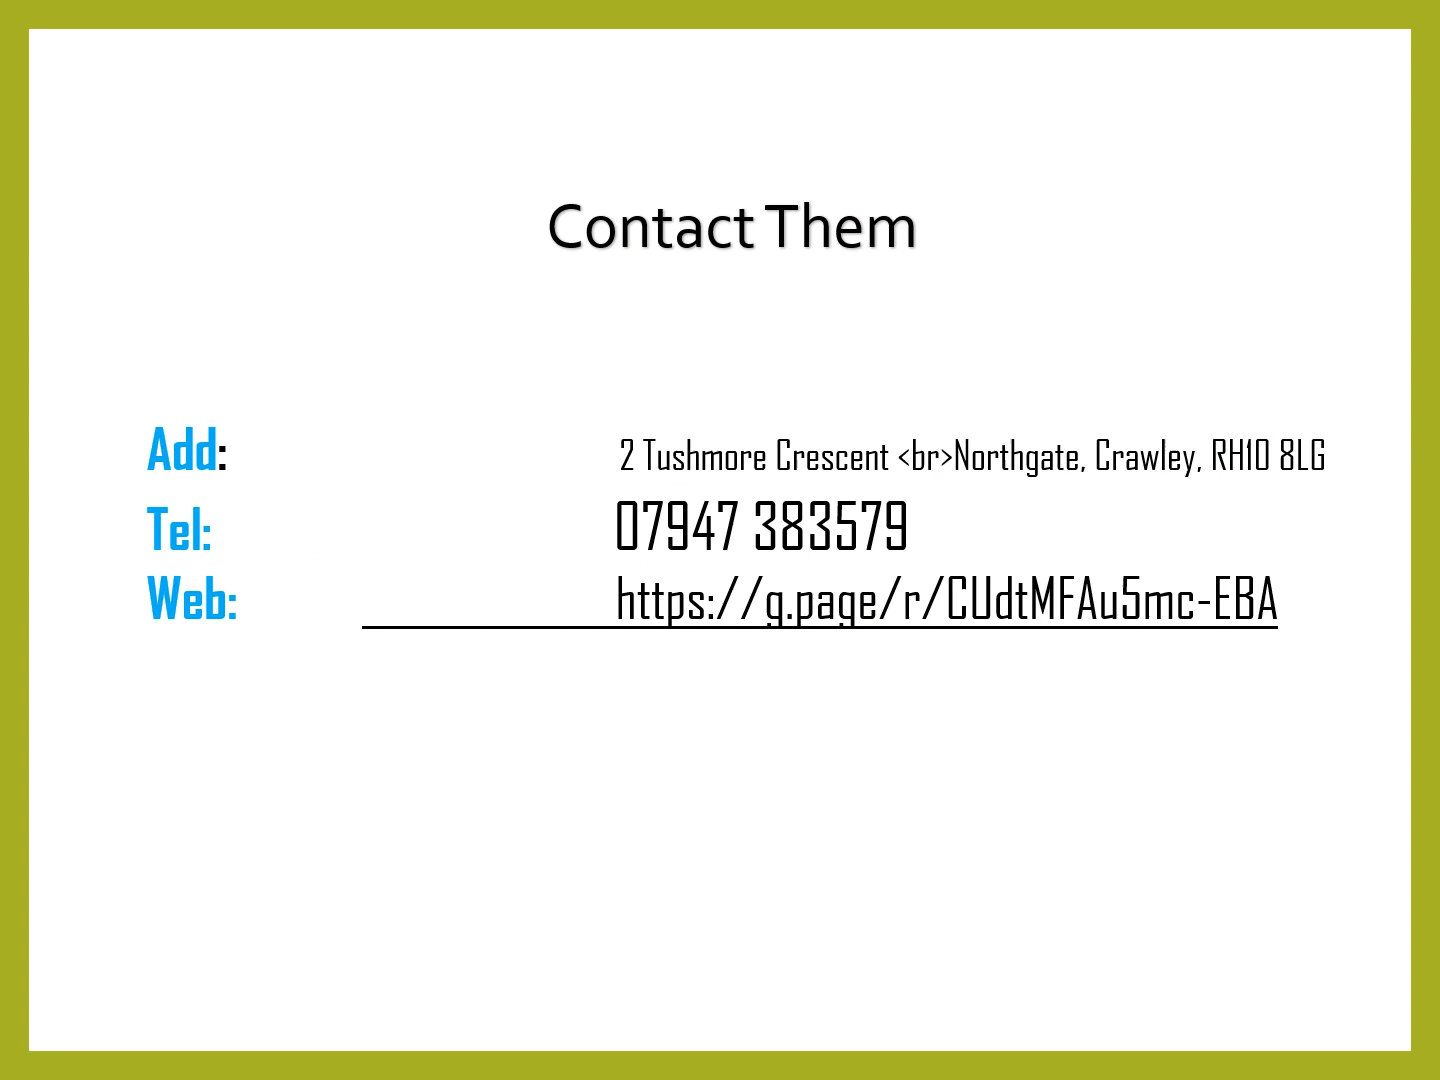 Contact Them
Add: 2 Tushmore Crescent <br>Northgate, Crawley, RH10 8LG
Tel: 07947 383579
Web: https://g.page/r/CUdtMFAu5mc-EBA